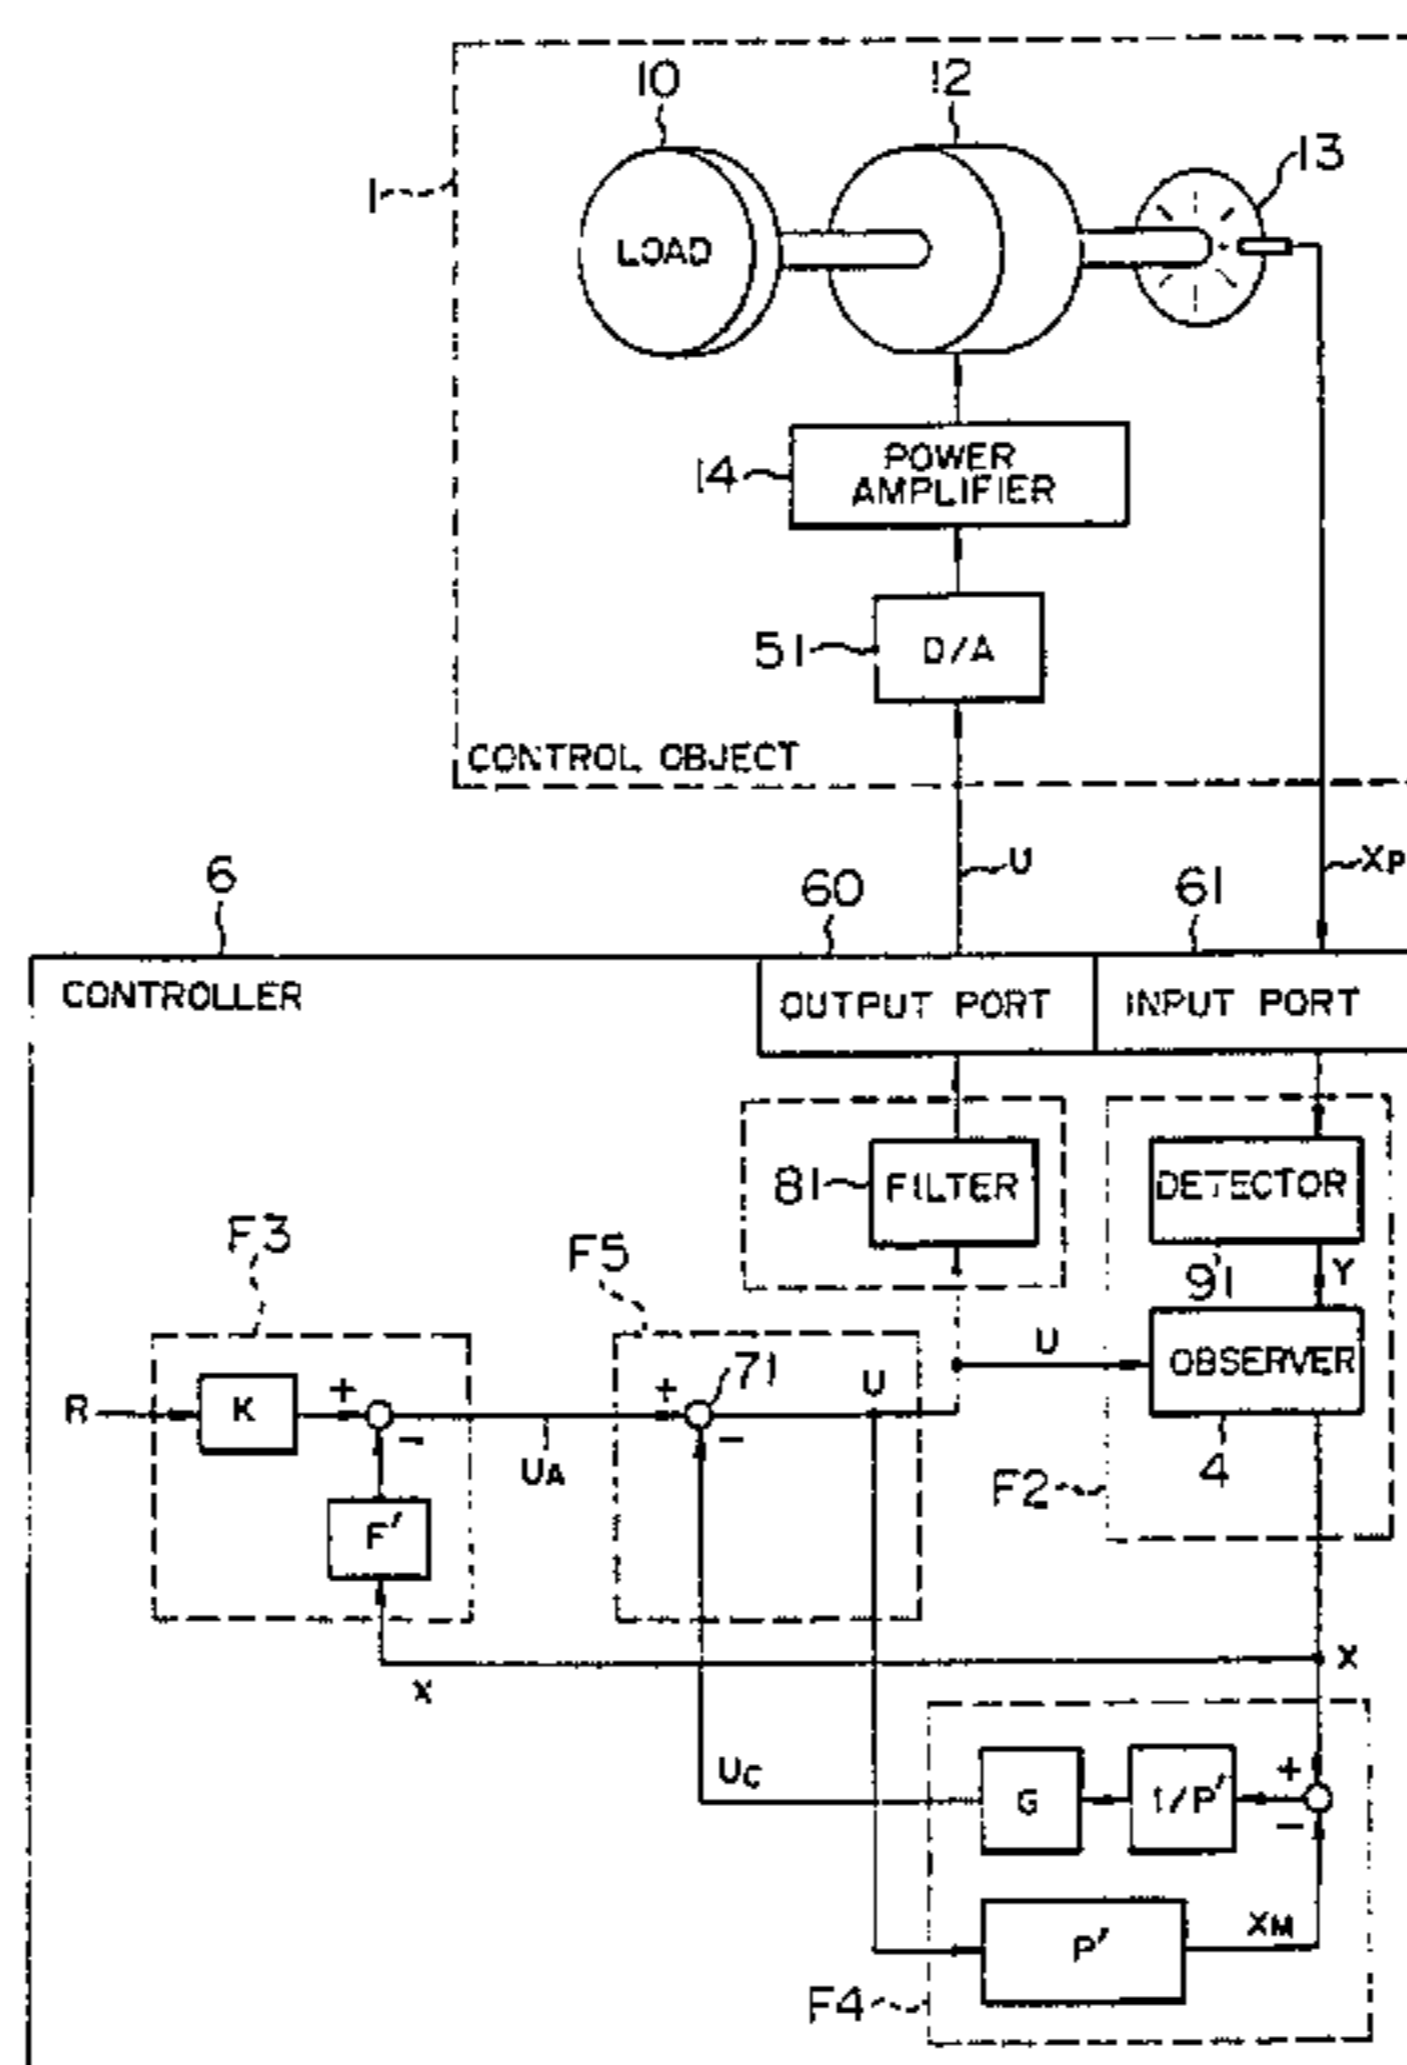 10
12
13
1
LOAD
14
POWER
AMPLIFIER
51
D/A
CONTROL OBJECT
U
XP
6
60
61
CONTROLLER
OUTPUT PORT
INPUT PORT
81
FILTER
DETECTOR
91
Y
F3
F5
U
OBSERVER
4
F2
R
K
+
-
UA
+
71
-
U
F'
X
X
UC
G
1/P'
+
-
P'
XM
F4